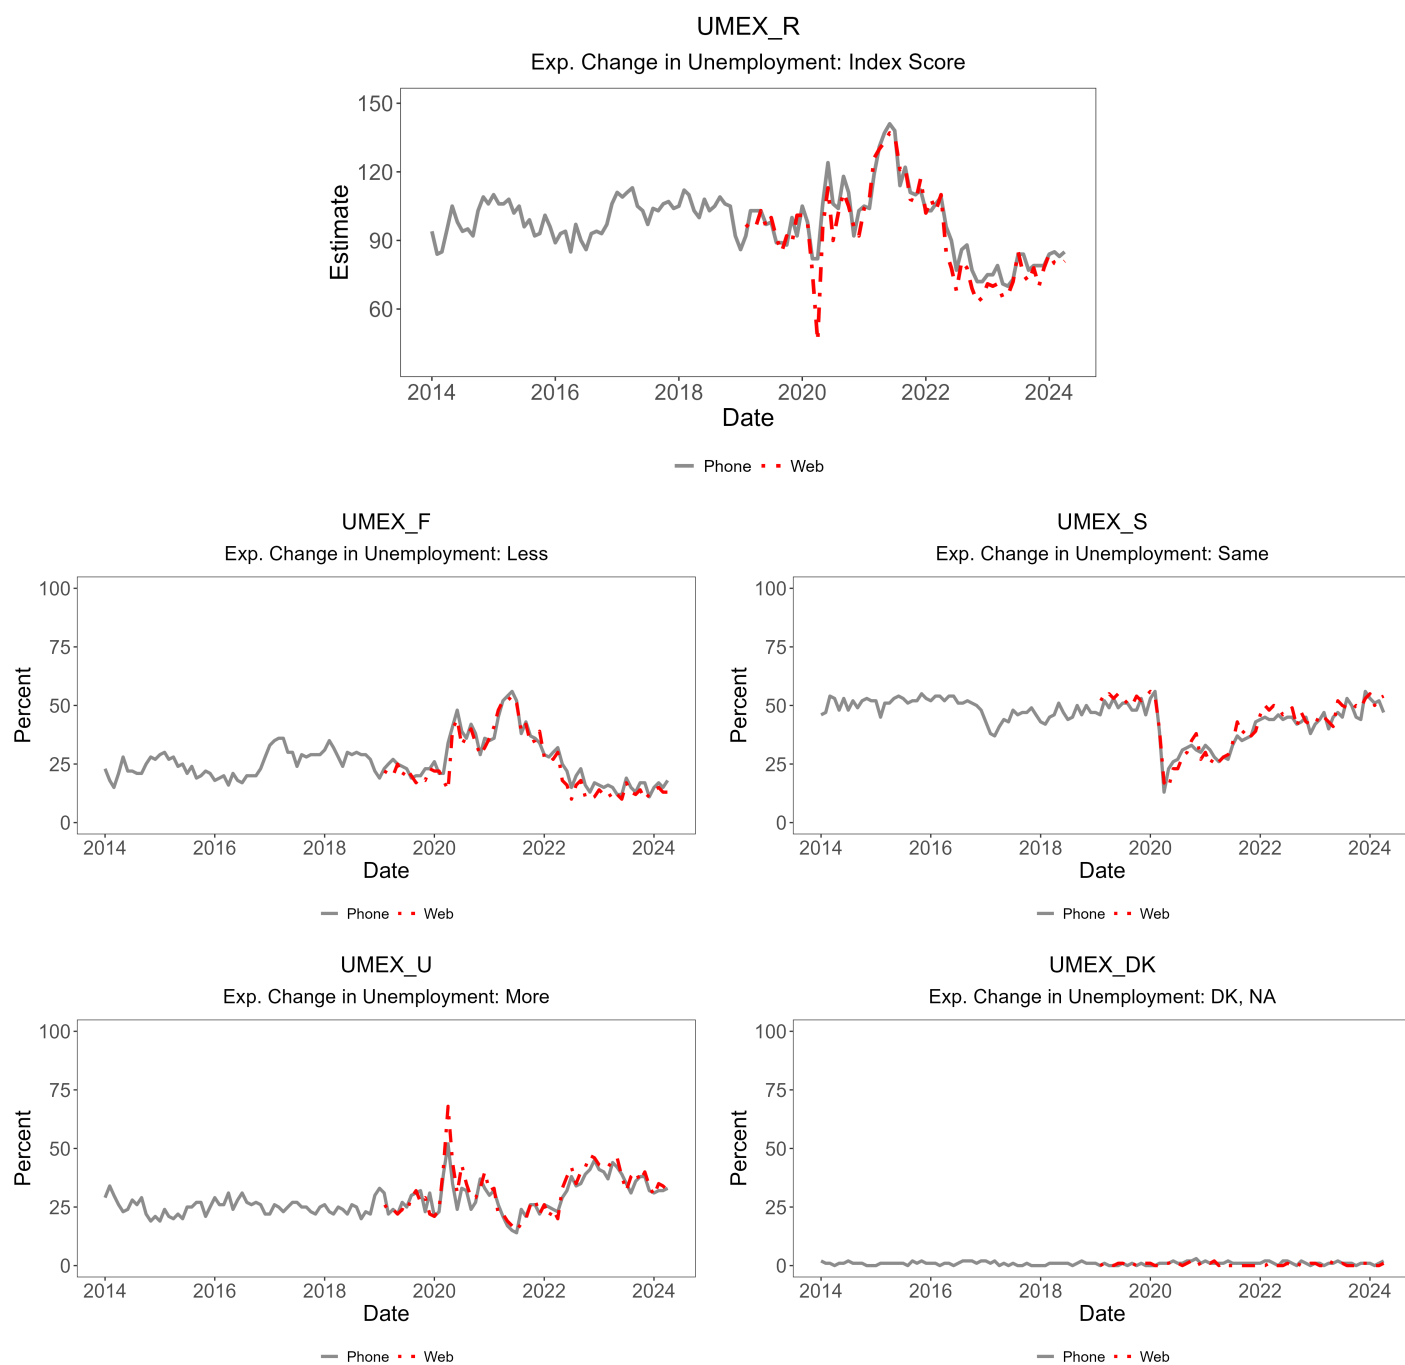 UMEX_R
Exp. Change in Unemployment: Index Score
Estimate
150
120
90
60
2014 2016 2018 2020 2022 2024
Date
Phone Web
UMEX_F
Exp. Change in Unemployment: Less
Percent
100
75
50
25
0
2014 2016 2018 2020 2022 2024
Date
Phone Web
UMEX_S
Exp. Change in Unemployment: Same
Percent
100
75
50
25
0
2014 2016 2018 2020 2022 2024
Date
Phone Web
UMEX_U
Exp. Change in Unemployment: More
Percent
100
75
50
25
0
2014 2016 2018 2020 2022 2024
Date
Phone Web
UMEX_DK
Exp. Change in Unemployment: DK, NA
Percent
100
75
50
25
0
2014 2016 2018 2020 2022 2024
Date
Phone Web